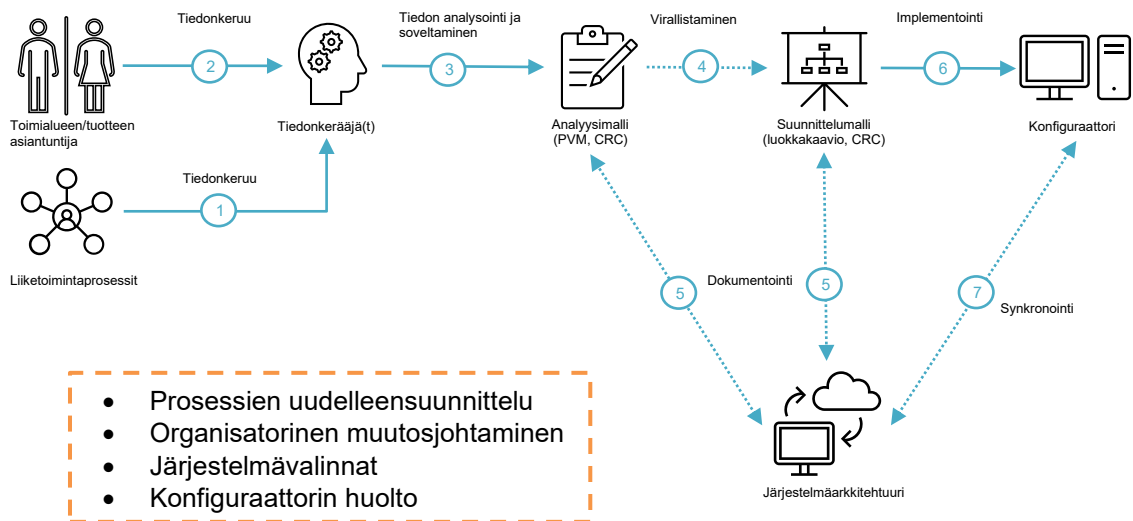 Tiedonkeruu
Tiedon analysointi ja
soveltaminen
Virallistaminen
Implementointi
2
3
4
6
Toimialueen/tuotteen
asiantuntija
Tiedonkerääjä(t)
Analyysimalli
(PVM, CRC)
Suunnittelumalli
(luokkakaavio, CRC)
Konfiguraattori
Tiedonkeruu
1
Liiketoimintaprosessit
5
Dokumentointi
5
7
Synkronointi
• Prosessien uudelleensuunnittelu
• Organisatorinen muutosjohtaminen
• Järjestelmävalinnat
• Konfiguraattorin huolto
Järjestelmäarkkitehtuuri